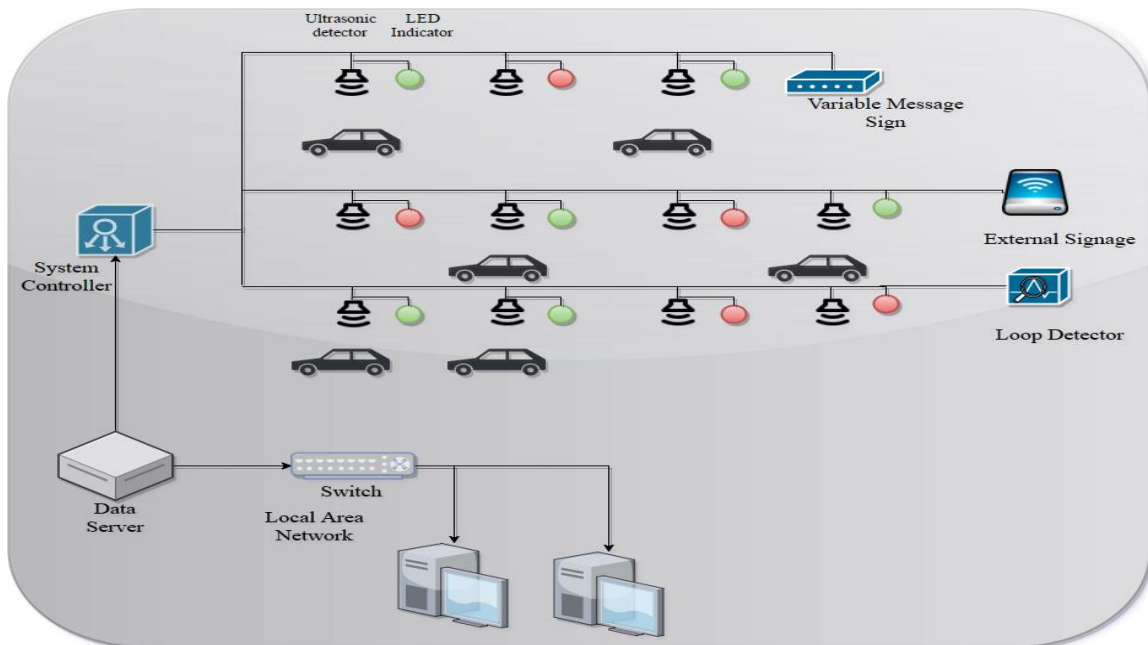 Ultrasonic
detector
LED
Indicator
Variable Message
Sign
External Signage
System
Controller
Loop Detector
Data
Server
Switch
Local Area
Network